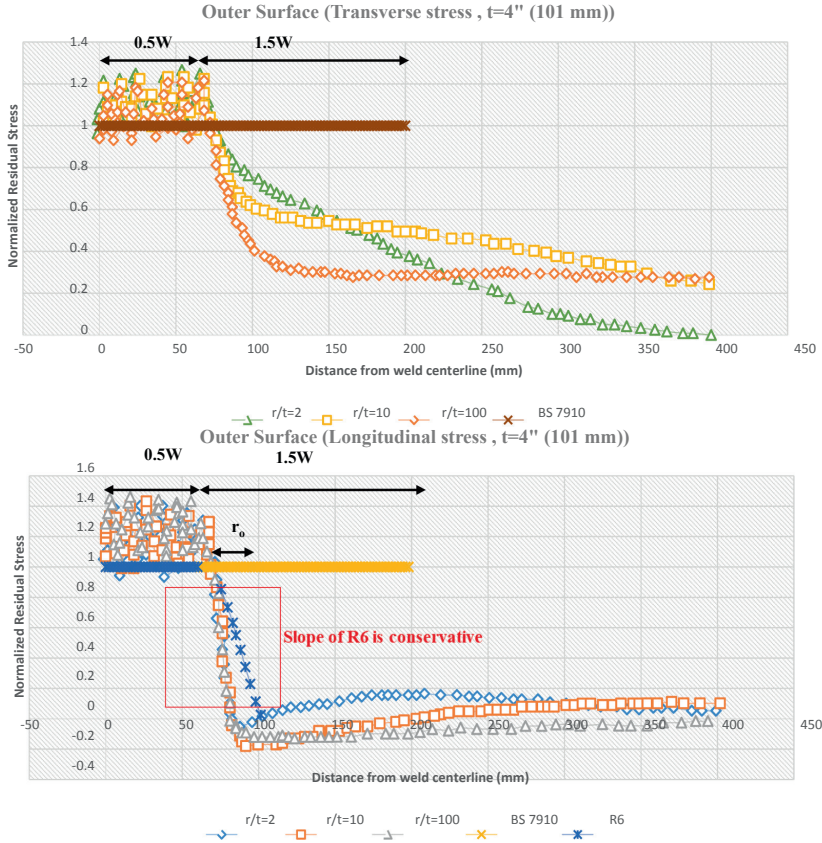 Outer Surface (Transverse stress , t=4" (101 mm))
0.5W 1.5W
1.4
1.2
1
0.8
0.6
0.4
0.2
0
Normalized Residual Stress
-50 0 50 100 150 200 250 300 350 400 450
Distance from weld centerline (mm)
r/t=2 r/t=10 r/t=100 BS 7910
Outer Surface (Longitudinal stress , t=4" (101 mm))
0.5W 1.5W
1.6
1.4
1.2
1
0.8
0.6
0.4
0.2
0
-0.2
-0.4
Normalized Residual Stress
ro
Slope of R6 is conservative
-50 0 50 100 150 200 250 300 350 400 450
Distance from weld centerline (mm)
r/t=2 r/t=10 r/t=100 BS 7910 R6